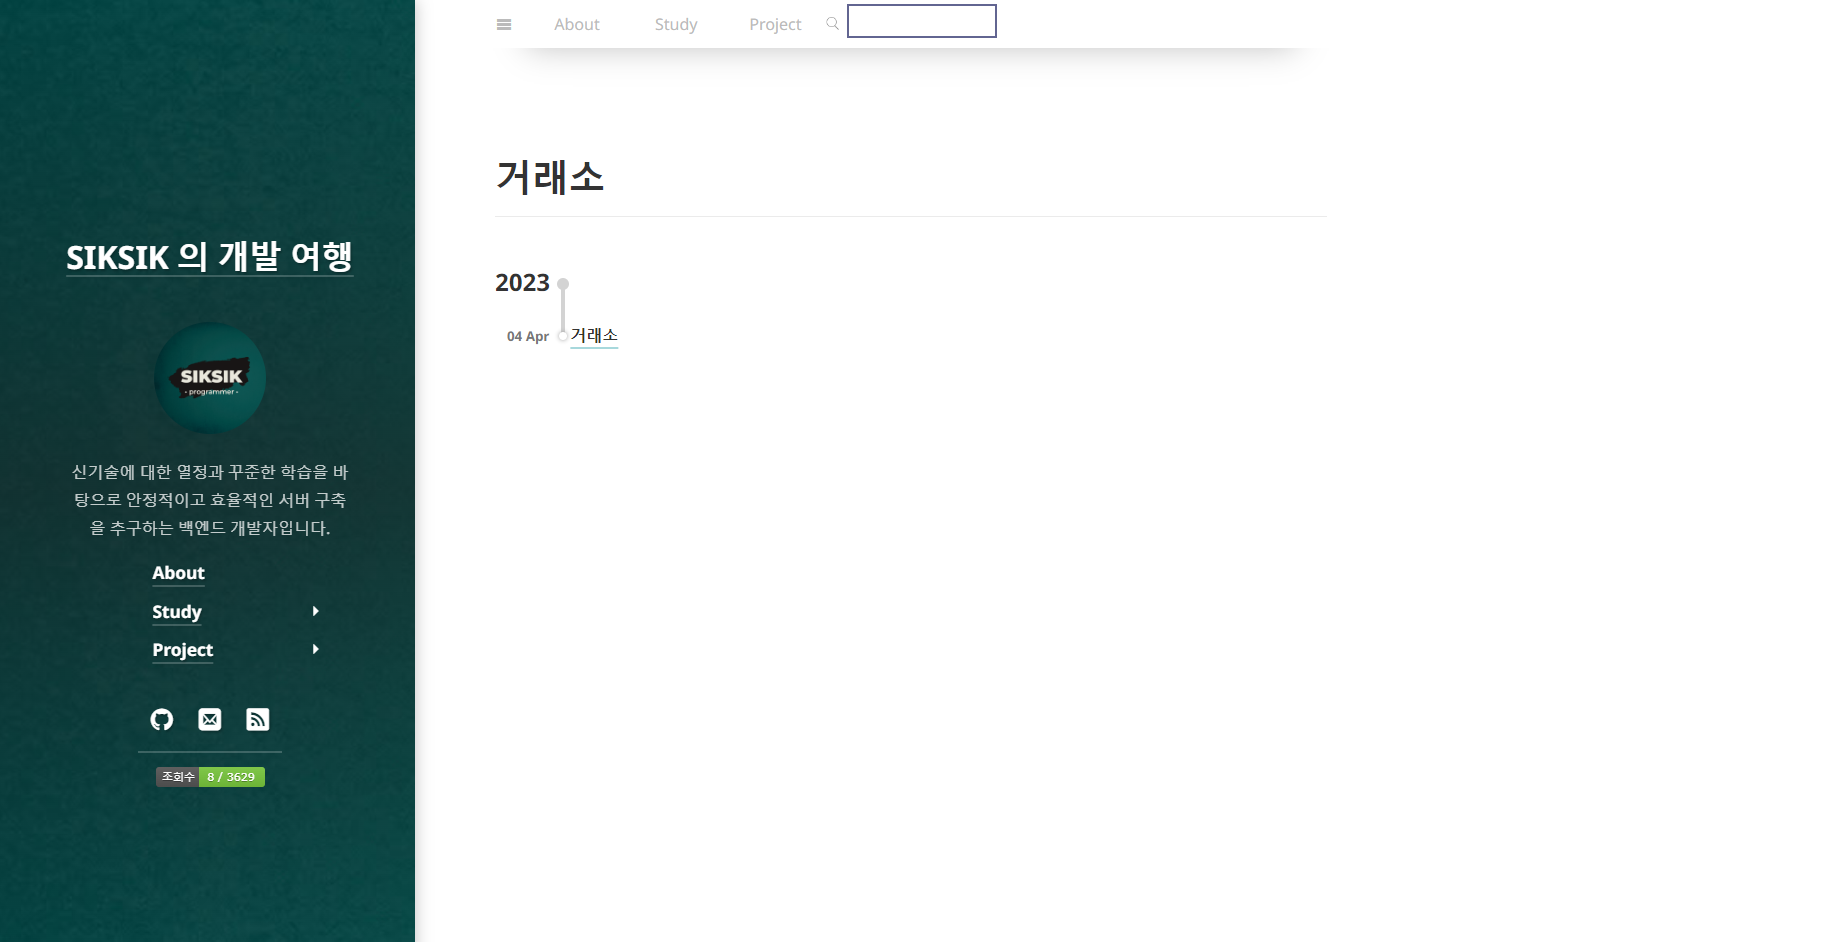 SIKSIK 의 개발 여행
SIKSIK
- programmer -
신기술에 대한 열정과 꾸준한 학습을 바
탕으로 안정적이고 효율적인 서버 구축
을 추구하는 백엔드 개발자입니다.
About
Study
Project
조회수 8 / 3629
About Study Project
거래소
2023
04 Apr 거래소